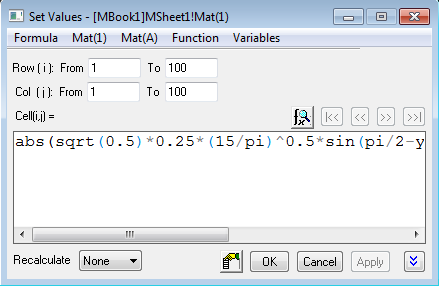 Set Values - [MBook1]MSheet1!Mat(1)
Formula Mat(1) Mat(A) Function Variables
Row ( i ): From 1 To 100
Col ( j ): From 1 To 100
Cell(i,j) =
abs(sqrt(0.5)*0.25*(15/pi)^0.5*sin(pi/2-y
Recalculate None OK Cancel Apply